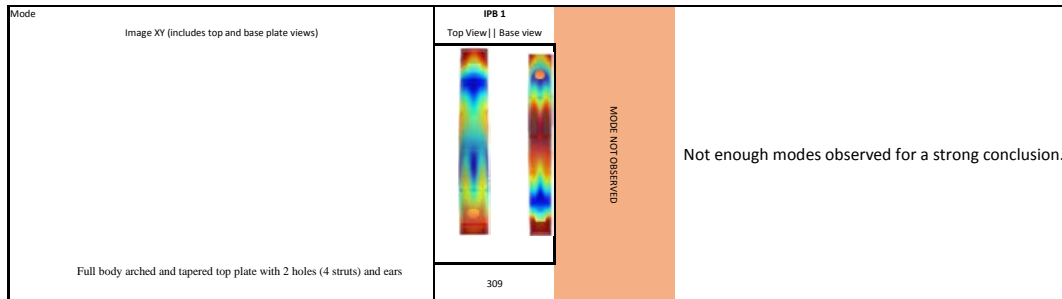 Mode
Image XY (includes top and base plate views)
IPB 1
Top View|| Base view
MODE NOT OBSERVED
Not enough modes observed for a strong conclusion.
Full body arched and tapered top plate with 2 holes (4 struts) and ears
309